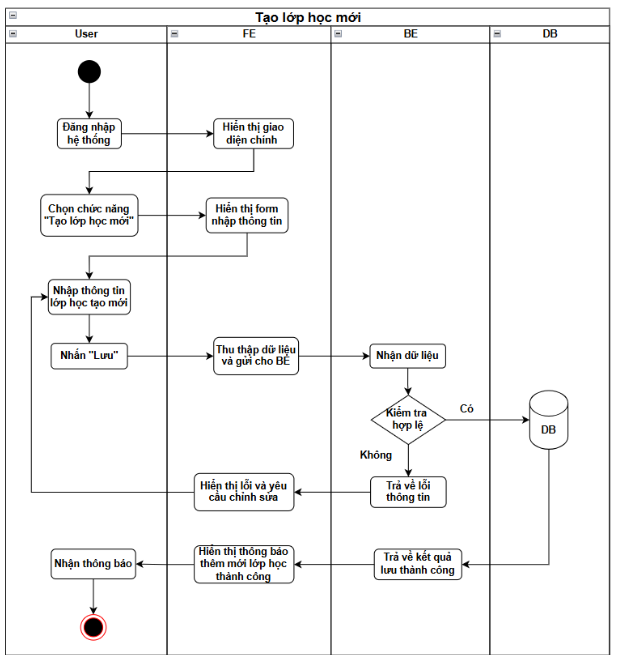 Tạo lớp học mới
User
FE
BE
DB
Đăng nhập
hệ thống
Hiển thị giao
diện chính
Chọn chức năng
"Tạo lớp học mới"
Hiển thị form
nhập thông tin
Nhập thông tin
lớp học tạo mới
Nhấn "Lưu"
Thu thập dữ liệu
và gửi cho BE
Nhận dữ liệu
Kiểm tra
hợp lệ
Có
DB
Không
Trả về lỗi
thông tin
Hiển thị lỗi và yêu
cầu chỉnh sửa
Trả về kết quả
lưu thành công
Hiển thị thông báo
thêm mới lớp học
thành công
Nhận thông báo